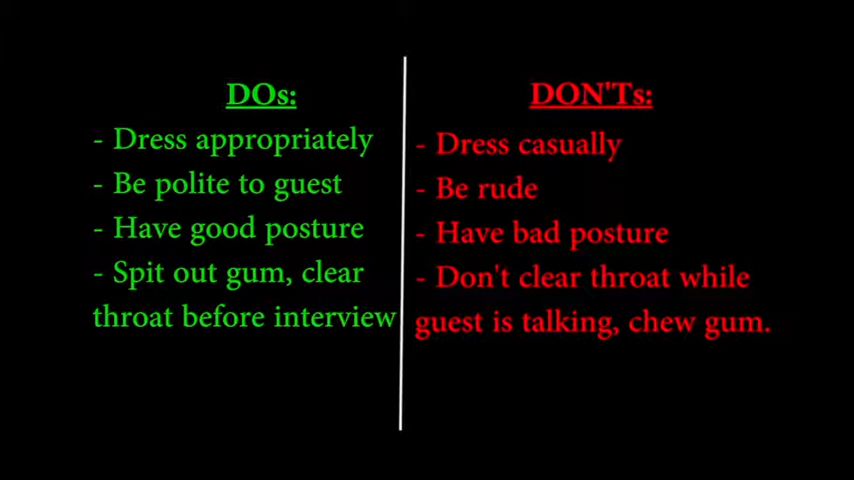 DOs:
- Dress appropriately
- Be polite to guest
- Have good posture
- Spit out gum, clear
throat before interview
DON'Ts:
- Dress casually
- Be rude
- Have bad posture
- Don't clear throat while
guest is talking, chew gum.